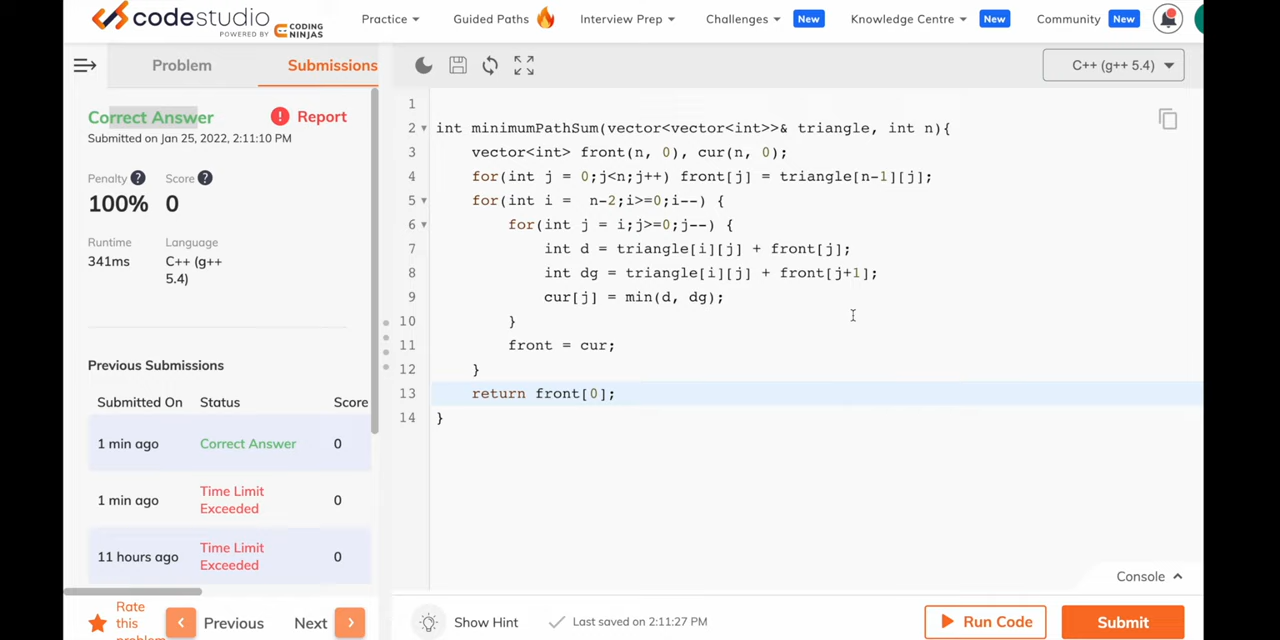 codestudio
POWERED BY CODING NINJAS
Practice
Guided Paths
Interview Prep
Challenges
New
Knowledge Centre
New
Community
New
Problem
Submissions
C++ (g++ 5.4)
Correct Answer
! Report
Submitted on Jan 25, 2022, 2:11:10 PM
Penalty ? Score ?
100% 0
Runtime Language
341ms C++ (g++
5.4)
Previous Submissions
Submitted On Status Score
1 min ago Correct Answer 0
1 min ago Time Limit
Exceeded 0
11 hours ago Time Limit
Exceeded 0
Rate
this
problem
Previous
Next
1
2 int minimumPathSum(vector<vector<int>>& triangle, int n){
3 vector<int> front(n, 0), cur(n, 0);
4 for(int j = 0;j<n;j++) front[j] = triangle[n-1][j];
5 for(int i =  n-2;i>=0;i--) {
6 for(int j = i;j>=0;j--) {
7 int d = triangle[i][j] + front[j];
8 int dg = triangle[i][j] + front[j+1];
9 cur[j] = min(d, dg);
10 }
11 front = cur;
12 }
13 return front[0];
14 }
Console
Show Hint
Last saved on 2:11:27 PM
Run Code
Submit